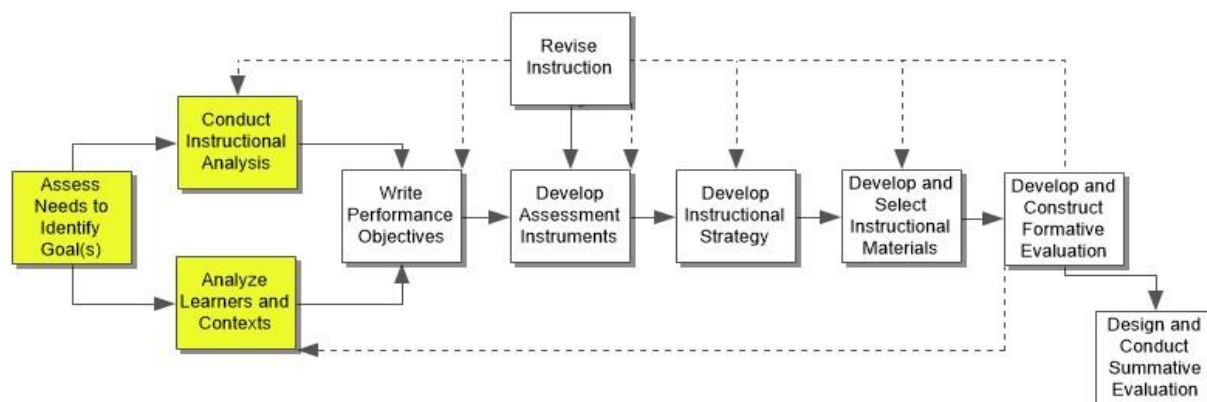 Revise
Instruction
Conduct
Instructional
Analysis
Assess
Needs to
Identify
Goal(s)
Write
Performance
Objectives
Develop
Assessment
Instruments
Develop
Instructional
Strategy
Develop and
Select
Instructional
Materials
Develop and
Construct
Formative
Evaluation
Analyze
Learners and
Contexts
Design and
Conduct
Summative
Evaluation